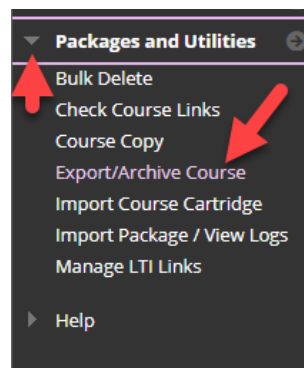 Packages and Utilities
Bulk Delete
Check Course Links
Course Copy
Export/Archive Course
Import Course Cartridge
Import Package / View Logs
Manage LTI Links
Help